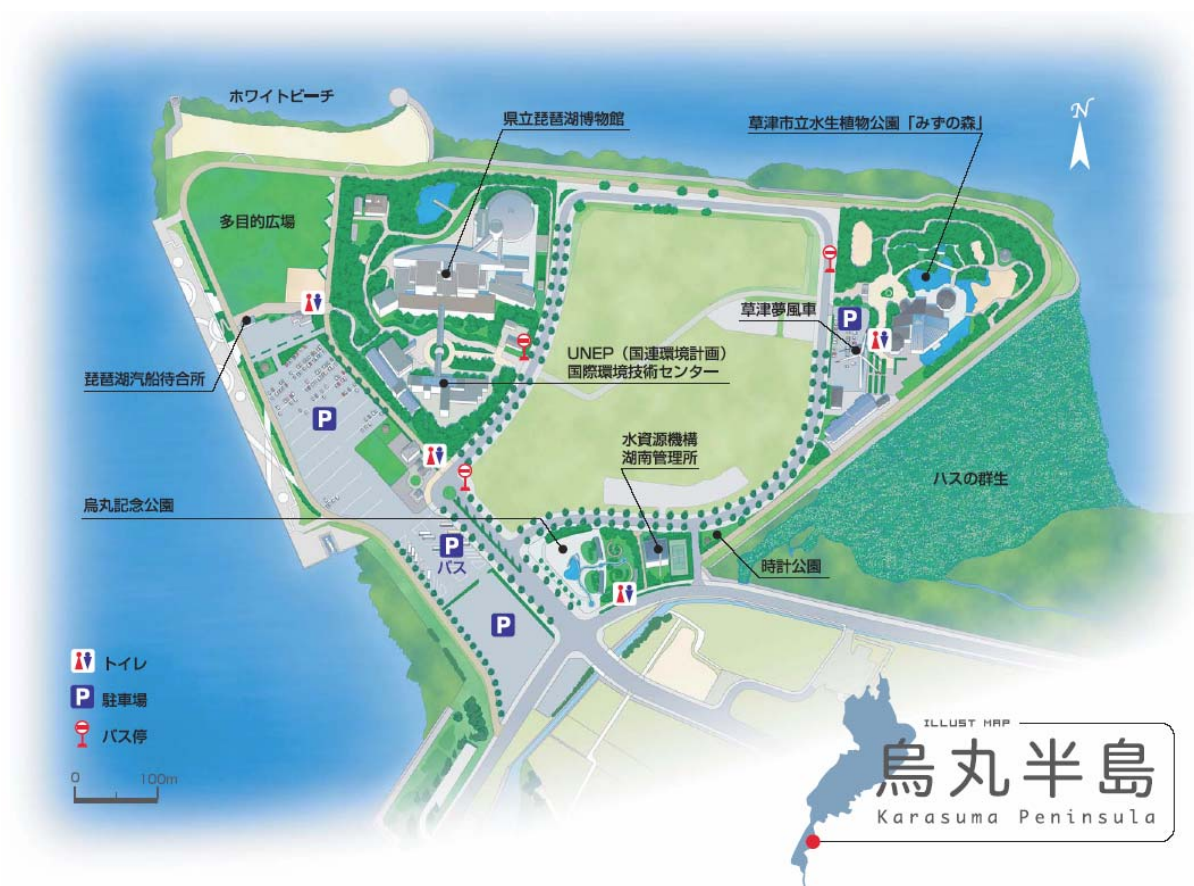 ホワイトビーチ
県立琵琶湖博物館
草津市立水生植物公園「みずの森」
N
多目的広場
草津夢風車
P
UNEP（国連環境計画）
国際環境技術センター
琵琶湖汽船待合所
P
水資源機構
湖南管理所
ハスの群生
烏丸記念公園
P
バス
時計公園
P
トイレ
P 駐車場
バス停
0 100m
ILLUST MAP
烏丸半島
Karasuma Peninsula